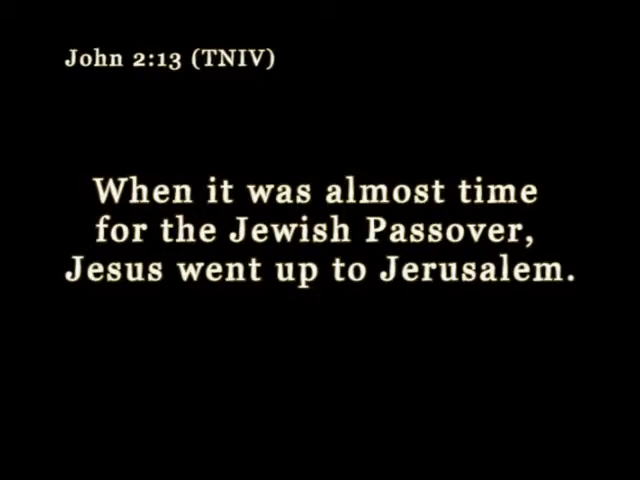 John 2:13 (TNIV)
When it was almost time
for the Jewish Passover,
Jesus went up to Jerusalem.